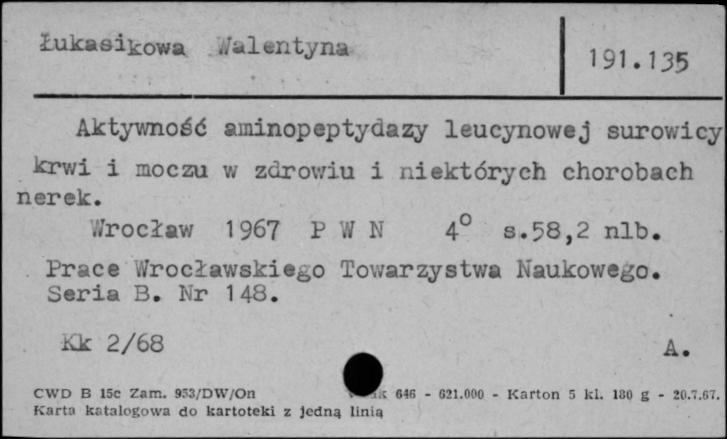 Łukasikowa Walentyna
191.135
Aktywność aminopeptydazy leucynowej surowicy
krwi i moczu w zdrowiu i niektórych chorobach
nerek.
Wrocław 1967 P W N 4° s.58,2 nlb.
Prace Wrocławskiego Towarzystwa Naukowego.
Seria B. Nr 148.
Kk 2/68 A.
CWD B 15c Zam. 953/DW/On 646 - 621.000 - Karton 5 kl. 180 g - 20.7.67.
Karta katalogowa do kartoteki z jedną linią